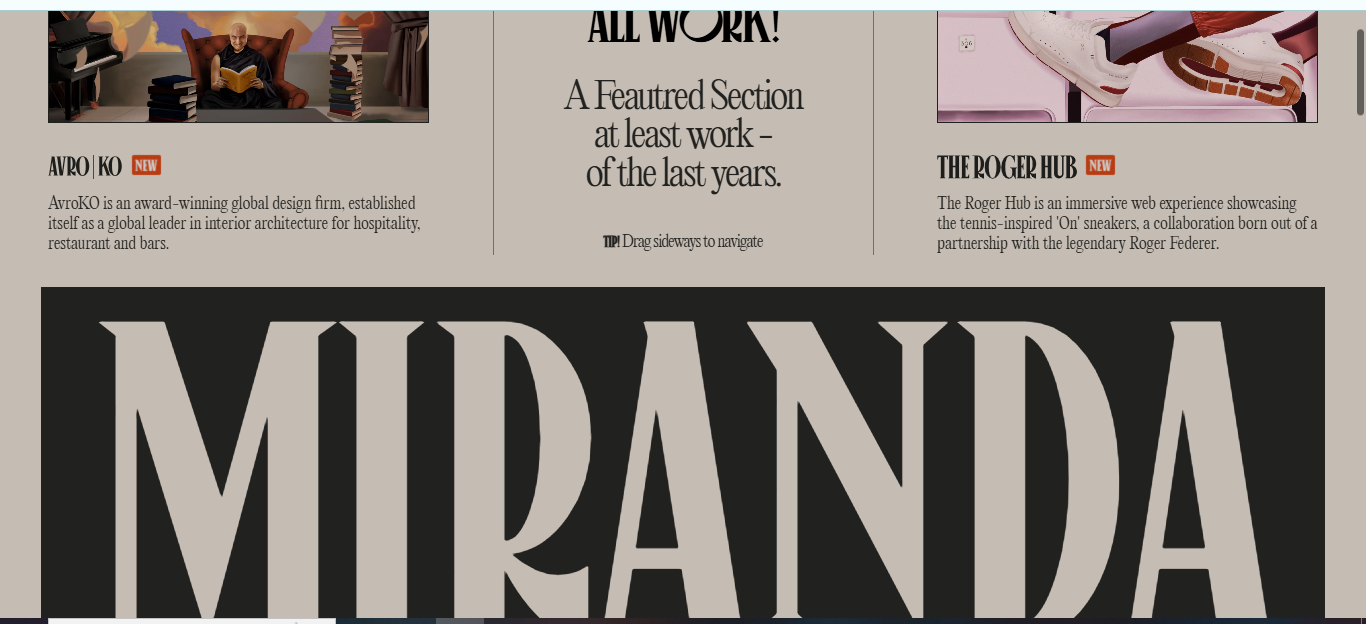 ALL WORK!
A Feautred Section
at least work –
of the last years.
TIP! Drag sideways to navigate
AVRO|KO NEW
AvroKO is an award-winning global design firm, established
itself as a global leader in interior architecture for hospitality,
restaurant and bars.
THE ROGER HUB NEW
The Roger Hub is an immersive web experience showcasing
the tennis-inspired 'On' sneakers, a collaboration born out of a
partnership with the legendary Roger Federer.
MIRANDA